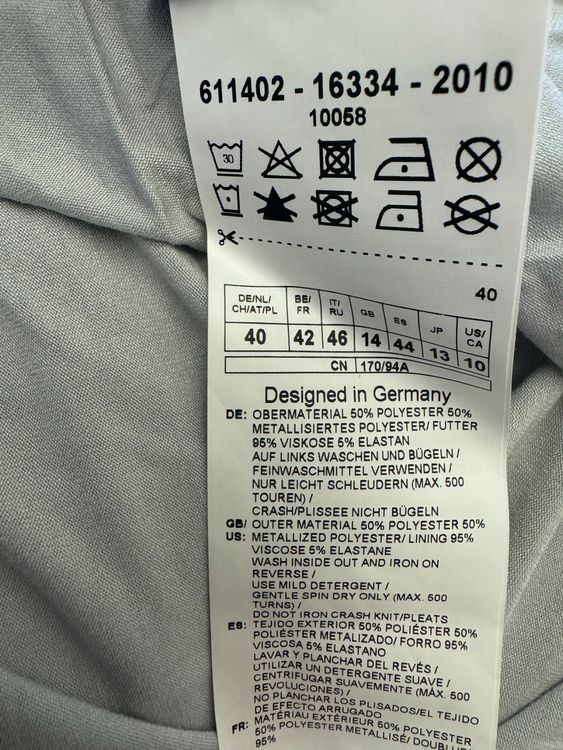 611402 - 16334 - 2010
10058
30
40
DE/NL/ CH/AT/PL BE/ FR IT/ RU GB ES JP US/ CA
40 42 46 14 44 13 10
CN 170/94A
Designed in Germany
DE: OBERMATERIAL 50% POLYESTER 50%
METALLISIERTES POLYESTER/ FUTTER
95% VISKOSE 5% ELASTAN
AUF LINKS WASCHEN UND BÜGELN /
FEINWASCHMITTEL VERWENDEN /
NUR LEICHT SCHLEUDERN (MAX. 500
TOUREN) /
CRASH/PLISSEE NICHT BÜGELN
GB/ OUTER MATERIAL 50% POLYESTER 50%
US: METALLIZED POLYESTER/ LINING 95%
VISCOSE 5% ELASTANE
WASH INSIDE OUT AND IRON ON
REVERSE /
USE MILD DETERGENT /
GENTLE SPIN DRY ONLY (MAX. 500
TURNS) /
DO NOT IRON CRASH KNIT/PLEATS
ES: TEJIDO EXTERIOR 50% POLIÉSTER 50%
POLIÉSTER METALIZADO/ FORRO 95%
VISCOSA 5% ELASTANO
LAVAR Y PLANCHAR DEL REVÉS /
UTILIZAR UN DETERGENTE SUAVE /
CENTRIFUGAR SUAVEMENTE (MÁX. 500
REVOLUCIONES) /
NO PLANCHAR LOS PLISADOS/EL TEJIDO
DE EFECTO ARRUGADO
FR: MATÉRIAU EXTÉRIEUR 50% POLYESTER
50% POLYESTER METALLISÉ/ DOUBLURE
95%